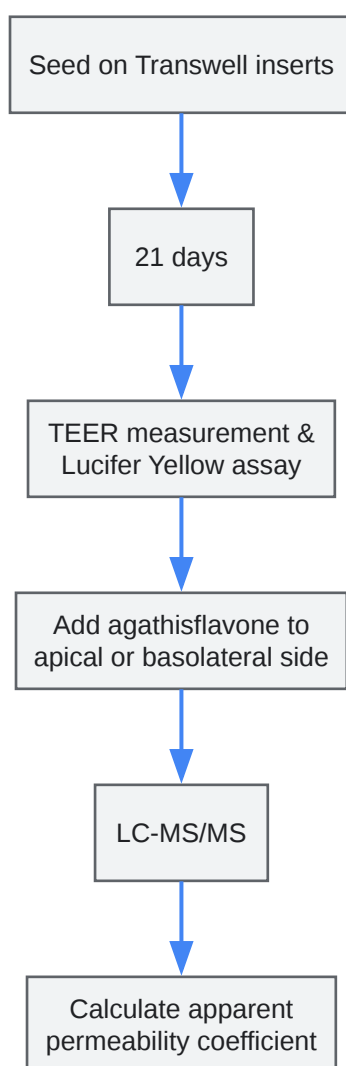 Seed on Transwell inserts
21 days
TEER measurement &
Lucifer Yellow assay
Add agathisflavone to
apical or basolateral side
LC-MS/MS
Calculate apparent
permeability coefficient